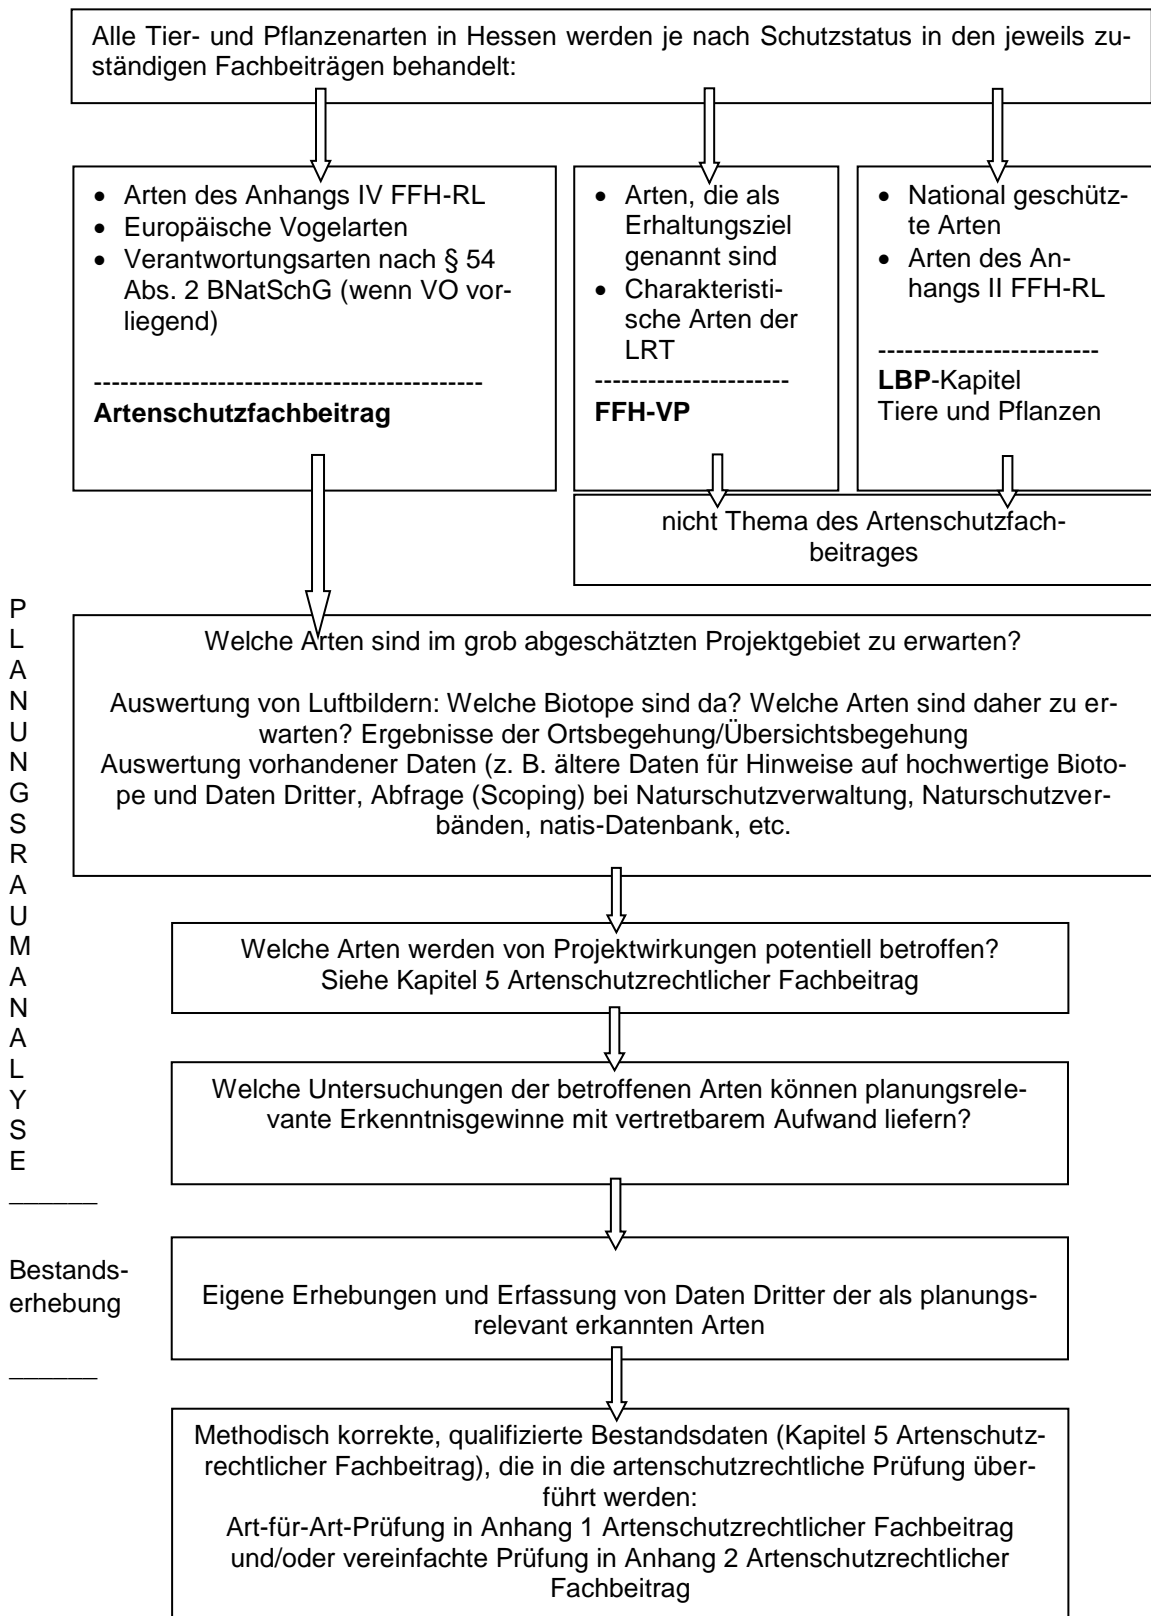 Alle Tier- und Pflanzenarten in Hessen werden je nach Schutzstatus in den jeweils zu-
ständigen Fachbeiträgen behandelt:
• Arten des Anhangs IV FFH-RL
• Europäische Vogelarten
• Verantwortungsarten nach § 54
Abs. 2 BNatSchG (wenn VO vor-
liegend)
-------------------------------------------
Artenschutzfachbeitrag
• Arten, die als
Erhaltungsziel
genannt sind
• Charakteristi-
sche Arten der
LRT
----------------------
FFH-VP
• National geschütz-
te Arten
• Arten des An-
hangs II FFH-RL
-------------------------
LBP-Kapitel
Tiere und Pflanzen
nicht Thema des Artenschutzfach-
beitrages
P
L
A
N
U
N
G
S
R
A
U
M
A
N
A
L
Y
S
E
______
Welche Arten sind im grob abgeschätzten Projektgebiet zu erwarten?
Auswertung von Luftbildern: Welche Biotope sind da? Welche Arten sind daher zu er-
warten? Ergebnisse der Ortsbegehung/Übersichtsbegehung
Auswertung vorhandener Daten (z. B. ältere Daten für Hinweise auf hochwertige Bioto-
pe und Daten Dritter, Abfrage (Scoping) bei Naturschutzverwaltung, Naturschutzver-
bänden, natis-Datenbank, etc.
Welche Arten werden von Projektwirkungen potentiell betroffen?
Siehe Kapitel 5 Artenschutzrechtlicher Fachbeitrag
Welche Untersuchungen der betroffenen Arten können planungsrele-
vante Erkenntnisgewinne mit vertretbarem Aufwand liefern?
Bestands-
erhebung
______
Eigene Erhebungen und Erfassung von Daten Dritter der als planungs-
relevant erkannten Arten
Methodisch korrekte, qualifizierte Bestandsdaten (Kapitel 5 Artenschutz-
rechtlicher Fachbeitrag), die in die artenschutzrechtliche Prüfung über-
führt werden:
Art-für-Art-Prüfung in Anhang 1 Artenschutzrechtlicher Fachbeitrag
und/oder vereinfachte Prüfung in Anhang 2 Artenschutzrechtlicher
Fachbeitrag